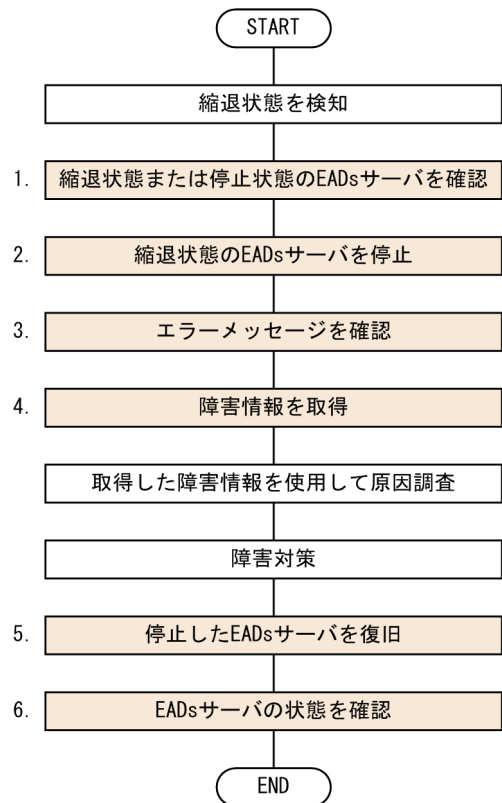 START
縮退状態を検知
1. 縮退状態または停止状態のEADsサーバを確認
2. 縮退状態のEADsサーバを停止
3. エラーメッセージを確認
4. 障害情報を取得
取得した障害情報を使用して原因調査
障害対策
5. 停止したEADsサーバを復旧
6. EADsサーバの状態を確認
END